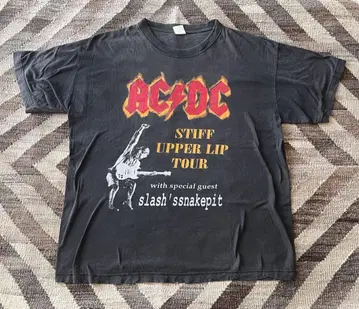 AC⚡DC
STIFF
UPPER LIP
TOUR
with special guest
slash'ssnakepit